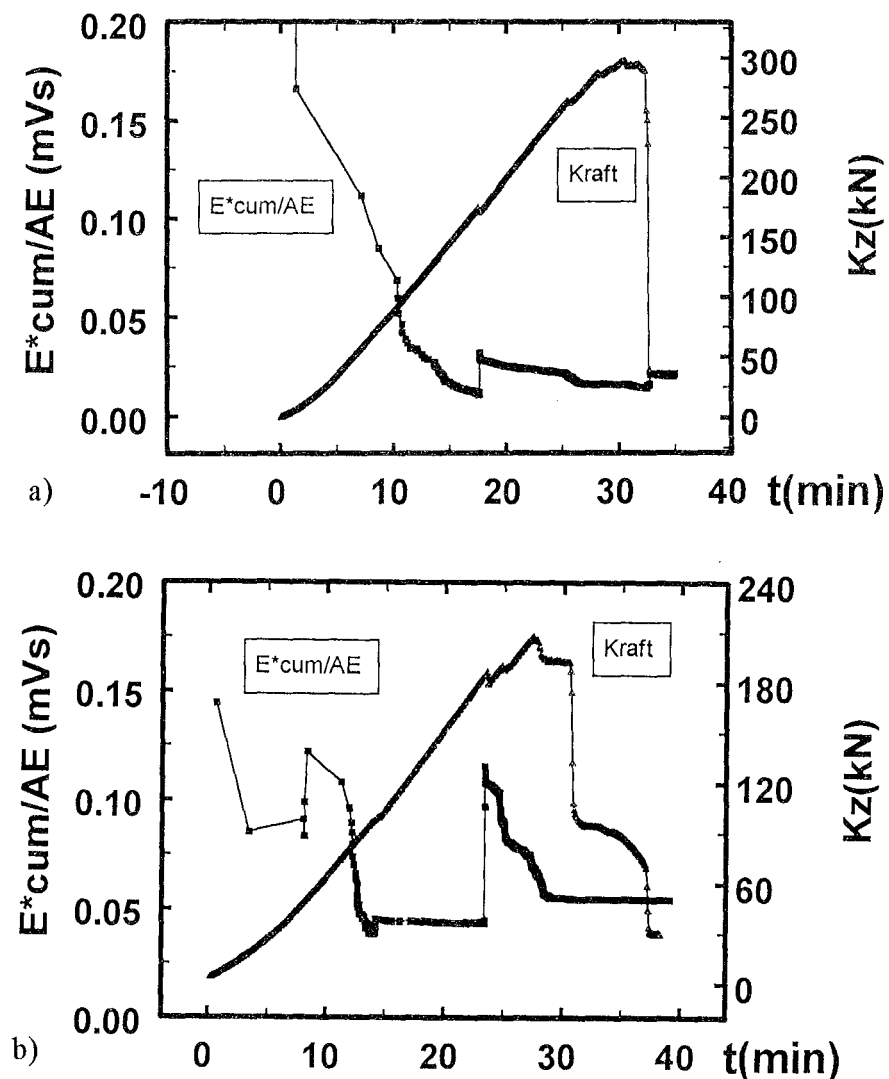 0.20
0.15
0.10
0.05
0.00
E*cum/AE (mVs)
E*cum/AE
Kraft
300
250
200
150
100
50
0
Kz(kN)
a)
-10 0 10 20 30 40 t(min)
0.20
0.15
0.10
0.05
0.00
E*cum/AE (mVs)
E*cum/AE
Kraft
240
180
120
60
0
Kz(kN)
b)
0 10 20 30 40 t(min)